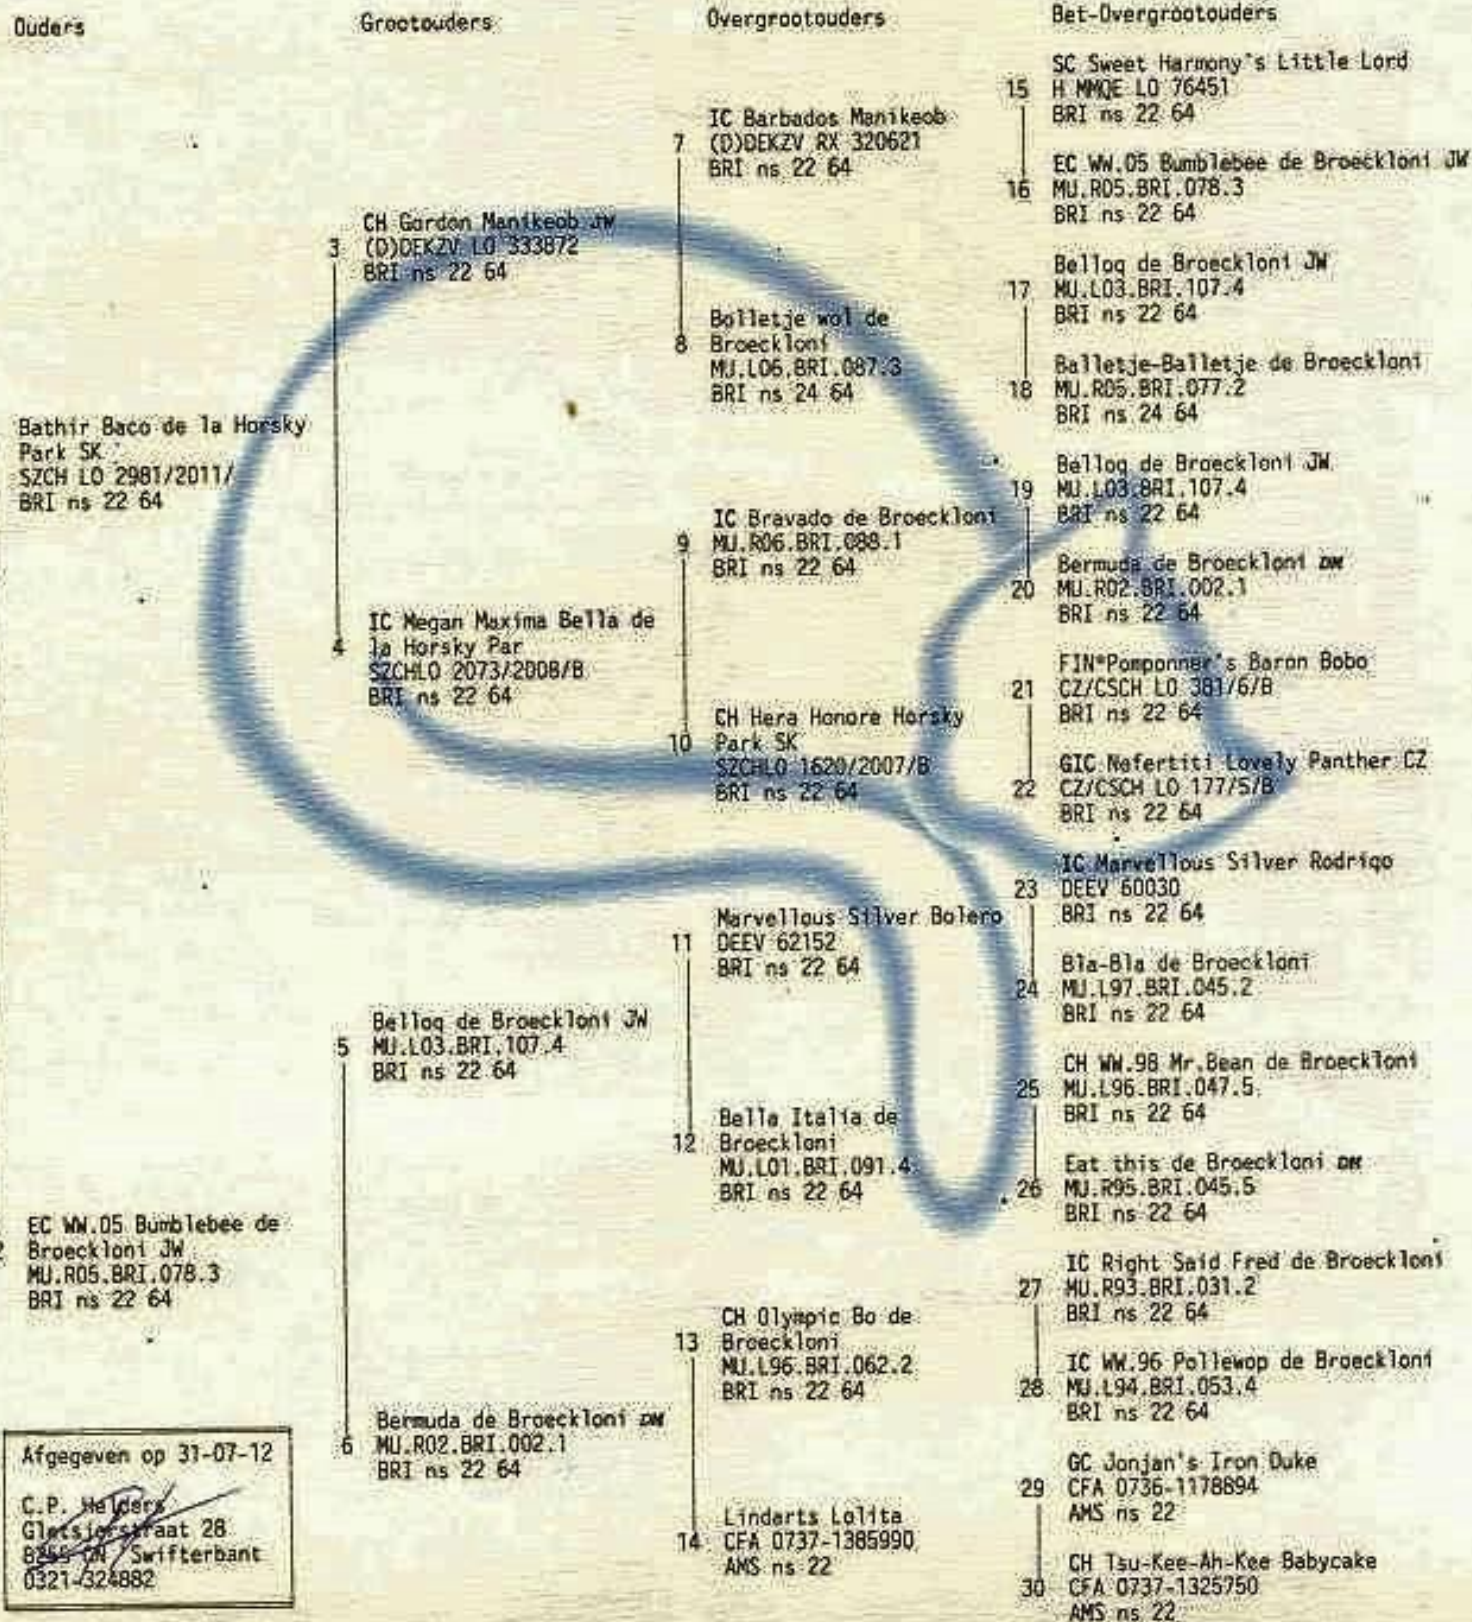 Ouders
Grootouders
Overgrootouders
Bet-Overgrootouders
Bathir Baco de la Horsky
Park SK
SZCH LO 2981/2011/
BRI ns 22 64
2 EC WW.05 Bumblebee de
Broeckloni JW
MU.R05.BRI.078.3
BRI ns 22 64
3 CH Gordon Manikeob JW
(D)DEKZV LO 333872
BRI ns 22 64
4 IC Megan Maxima Bella de
la Horsky Par
SZCHLO 2073/2008/B
BRI ns 22 64
5 Belloq de Broeckloni JW
MU.L03.BRI.107.4
BRI ns 22 64
6 Bermuda de Broeckloni DM
MU.R02.BRI.002.1
BRI ns 22 64
7 IC Barbados Manikeob
(D)DEKZV RX 320621
BRI ns 22 64
8 Bolletje wol de
Broeckloni
MU.L06.BRI.087.3
BRI ns 24 64
9 IC Bravado de Broeckloni
MU.R06.BRI.088.1
BRI ns 22 64
10 CH Hera Honore Horsky
Park SK
SZCHLO 1620/2007/B
BRI ns 22 64
11 Marvellous Silver Bolero
DEEV 62152
BRI ns 22 64
12 Bella Italia de
Broeckloni
MU.L01.BRI.091.4
BRI ns 22 64
13 CH Olympic Bo de
Broeckloni
MU.L96.BRI.062.2
BRI ns 22 64
14 Lindarts Lolita
CFA 0737-1385990
AMS ns 22
15 SC Sweet Harmony's Little Lord
H MMQE LO 76451
BRI ns 22 64
16 EC WW.05 Bumblebee de Broeckloni JW
MU.R05.BRI.078.3
BRI ns 22 64
17 Belloq de Broeckloni JW
MU.L03.BRI.107.4
BRI ns 22 64
18 Balletje-Balletje de Broeckloni
MU.R05.BRI.077.2
BRI ns 24 64
19 Belloq de Broeckloni JW
MU.L03.BRI.107.4
BRI ns 22 64
20 Bermuda de Broeckloni DM
MU.R02.BRI.002.1
BRI ns 22 64
21 FIN*Pomponner's Baron Bobo
CZ/CSCH LO 381/6/B
BRI ns 22 64
22 GIC Nefertiti Lovely Panther CZ
CZ/CSCH LO 177/5/B
BRI ns 22 64
23 IC Marvellous Silver Rodrigo
DEEV 60030
BRI ns 22 64
24 Bla-Bla de Broeckloni
MU.L97.BRI.045.2
BRI ns 22 64
25 CH WW.98 Mr.Bean de Broeckloni
MU.L96.BRI.047.5
BRI ns 22 64
26 Eat this de Broeckloni DM
MU.R95.BRI.045.5
BRI ns 22 64
27 IC Right Said Fred de Broeckloni
MU.R93.BRI.031.2
BRI ns 22 64
28 IC WW.96 Pollewop de Broeckloni
MU.L94.BRI.053.4
BRI ns 22 64
29 GC Jonjan's Iron Duke
CFA 0736-1178894
AMS ns 22
30 CH Tsu-Kee-Ah-Kee Babycake
CFA 0737-1325750
AMS ns 22
Afgegeven op 31-07-12
C.P. Helders
Gletsjerstraat 28
Swifterbant
0321-324882